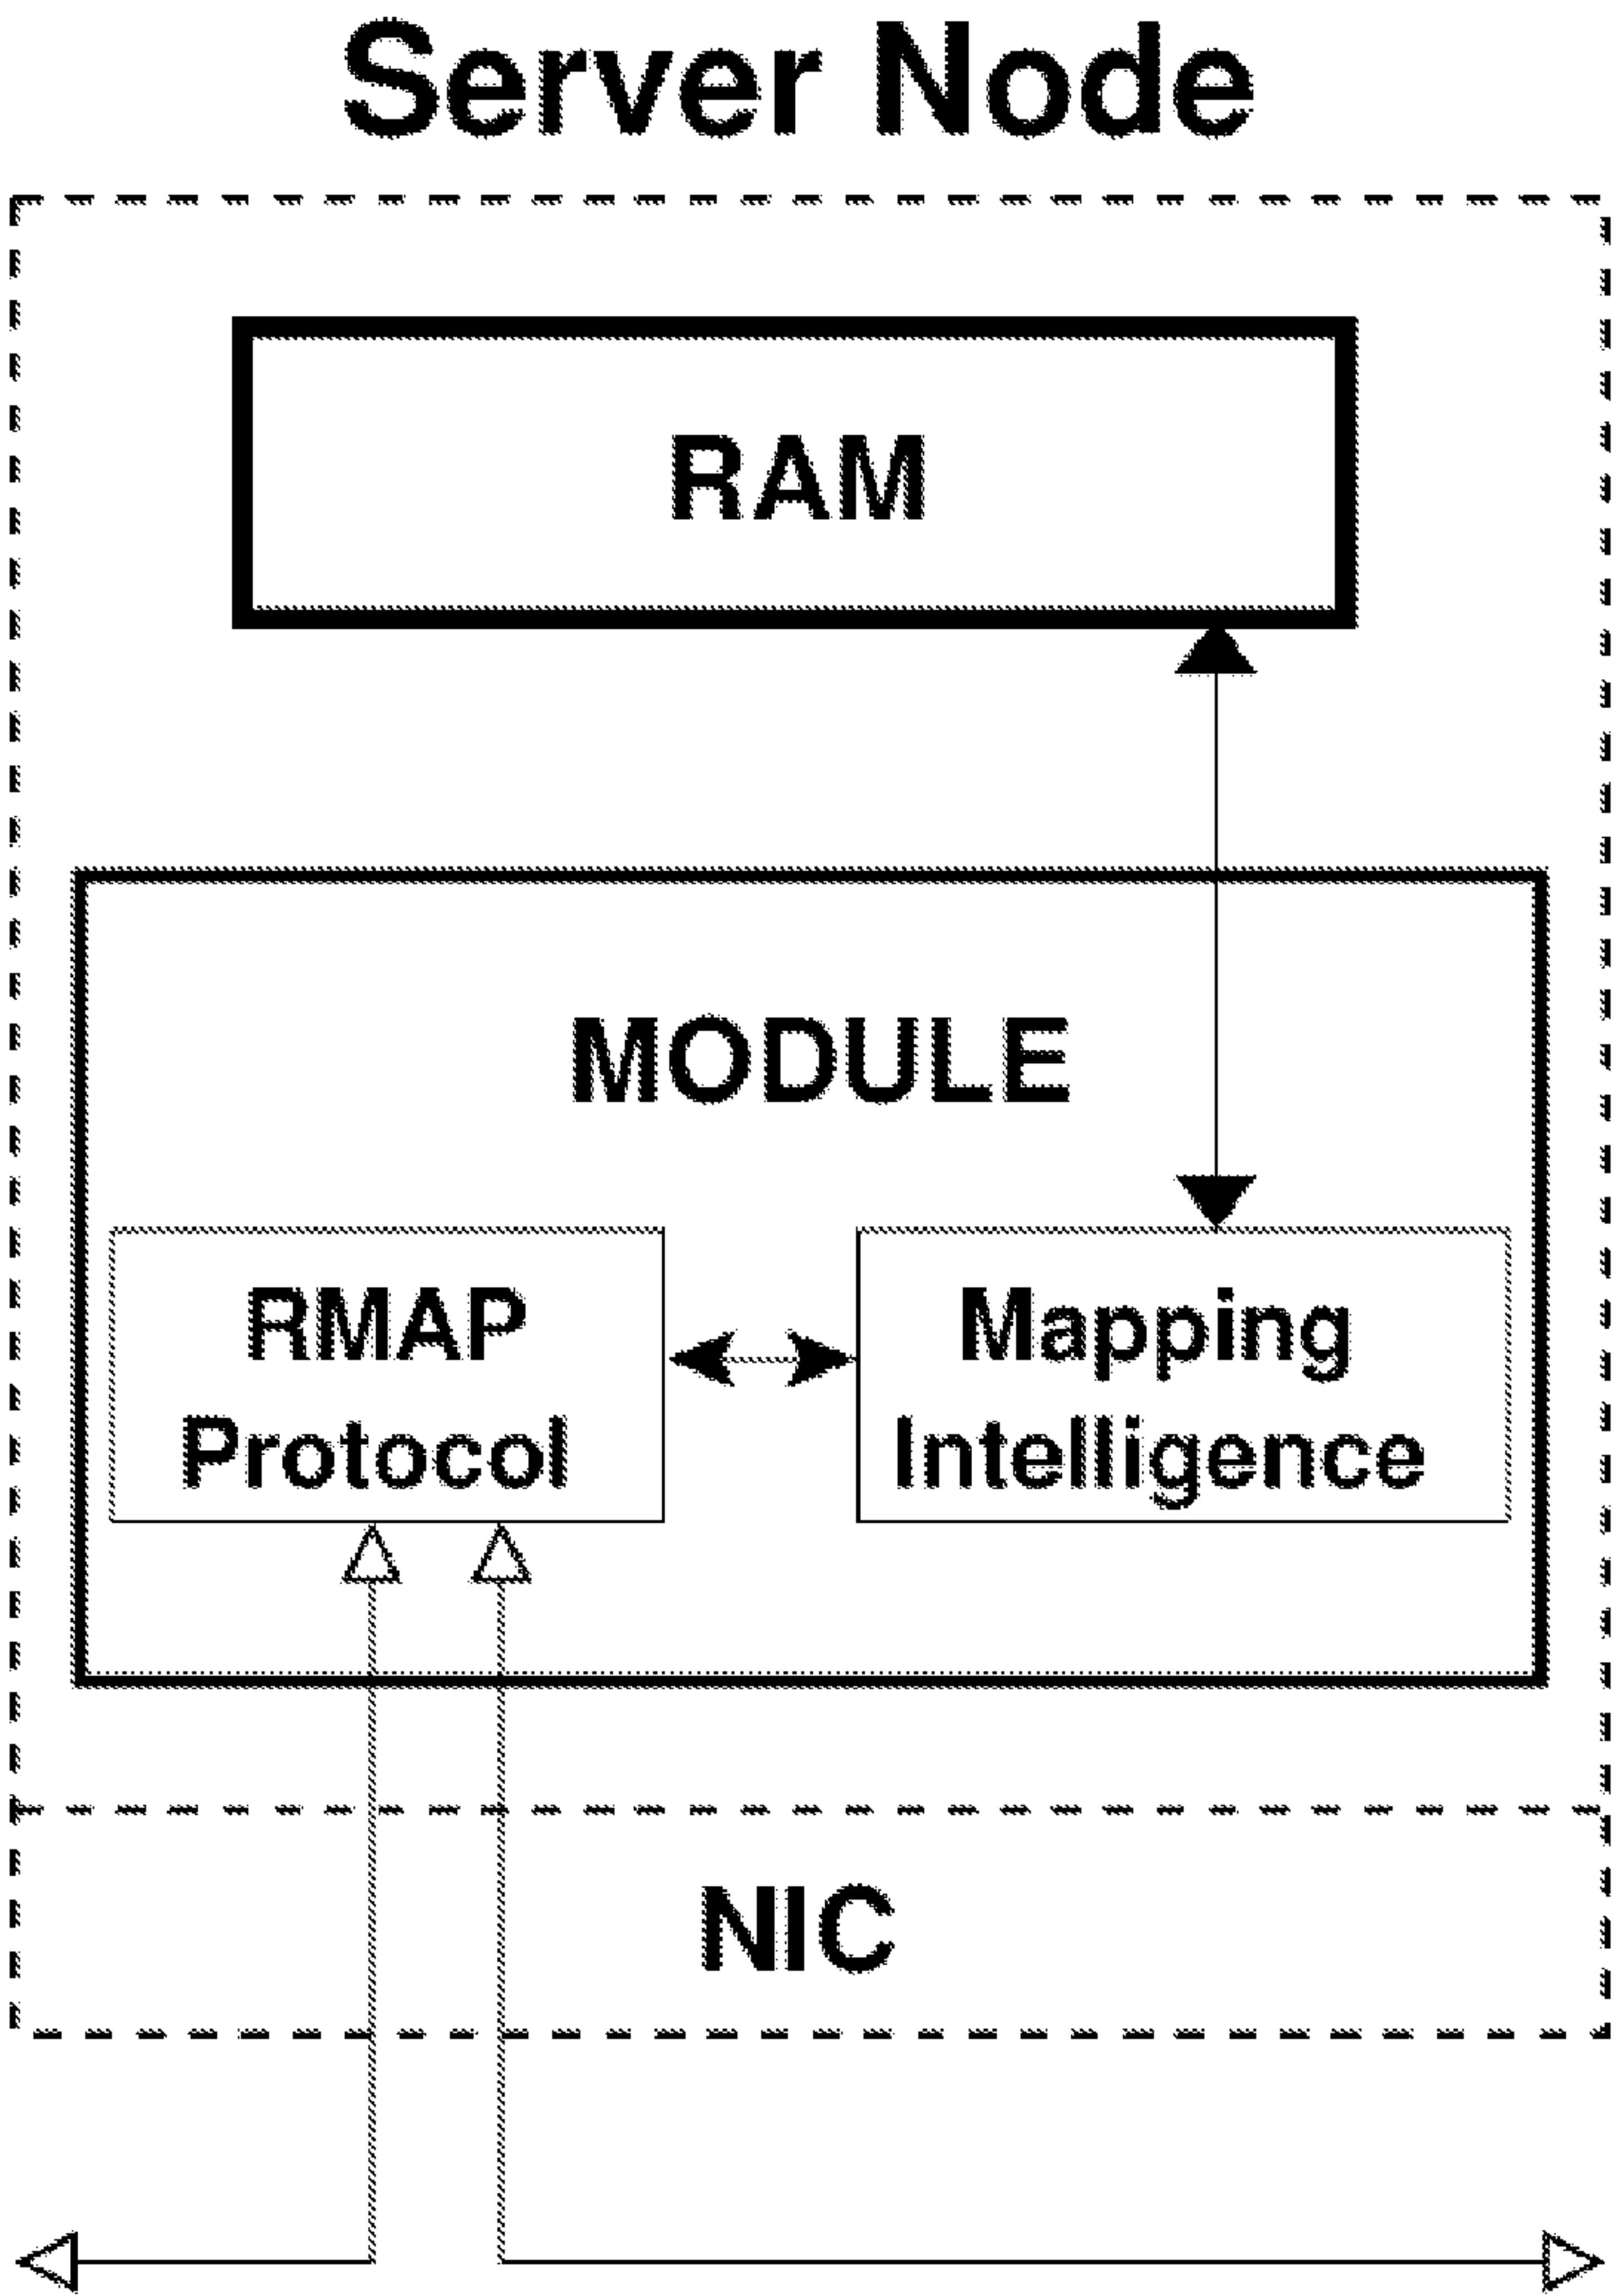 Server Node
RAM
MODULE
RMAP
Protocol
Mapping
Intelligence
NIC